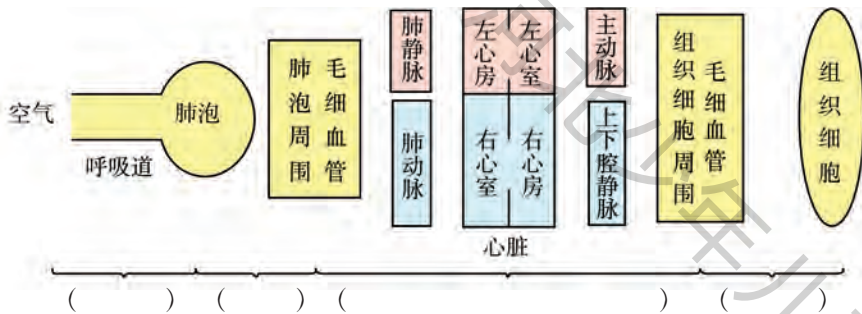 空气
呼吸道
肺泡
肺泡周围
毛细血管
肺静脉
肺动脉
左心房
左心室
右心室
右心房
心脏
主动脉
上下腔静脉
组织细胞周围
毛细血管
组织细胞
( ) ( ) ( ) ( )